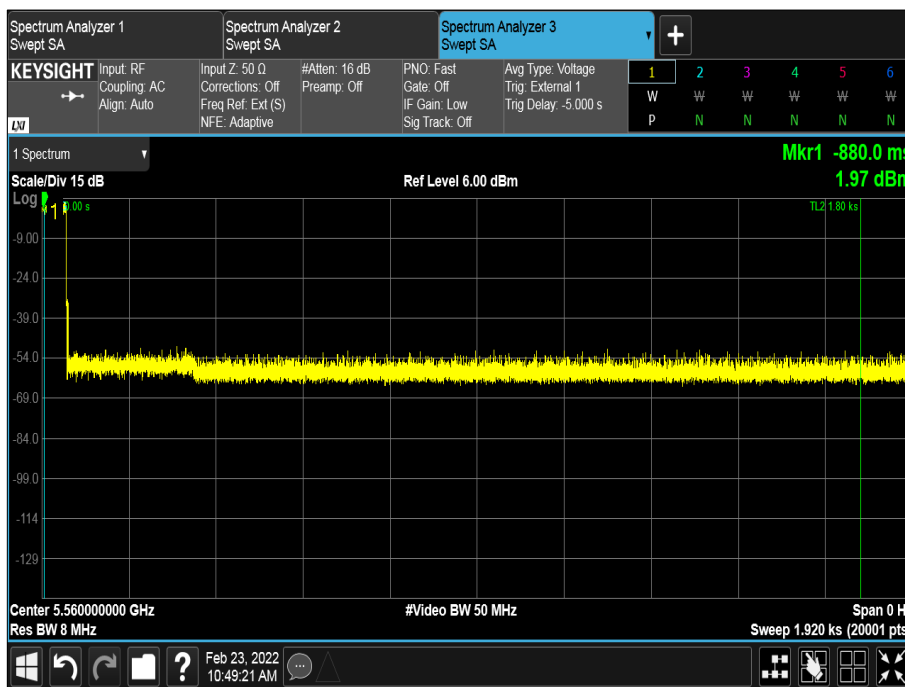 Spectrum Analyzer 1
Swept SA
Spectrum Analyzer 2
Swept SA
Spectrum Analyzer 3
Swept SA
KEYSIGHT
LXI
Input: RF
Coupling: AC
Align: Auto
Input Z: 50 Ω
Corrections: Off
Freq Ref: Ext (S)
NFE: Adaptive
#Atten: 16 dB
Preamp: Off
PNO: Fast
Gate: Off
IF Gain: Low
Sig Track: Off
Avg Type: Voltage
Trig: External 1
Trig Delay: -5.000 s
1 2 3 4 5 6
W W W W W W
P N N N N N
1 Spectrum
Mkr1 -880.0 ms
Scale/Div 15 dB
Ref Level 6.00 dBm
1.97 dBm
Log
1
0.00 s
TL2 1.80 ks
-9.00
-24.0
-39.0
-54.0
-69.0
-84.0
-99.0
-114
-129
Center 5.560000000 GHz
#Video BW 50 MHz
Span 0 H
Res BW 8 MHz
Sweep 1.920 ks (20001 pts
Feb 23, 2022
10:49:21 AM